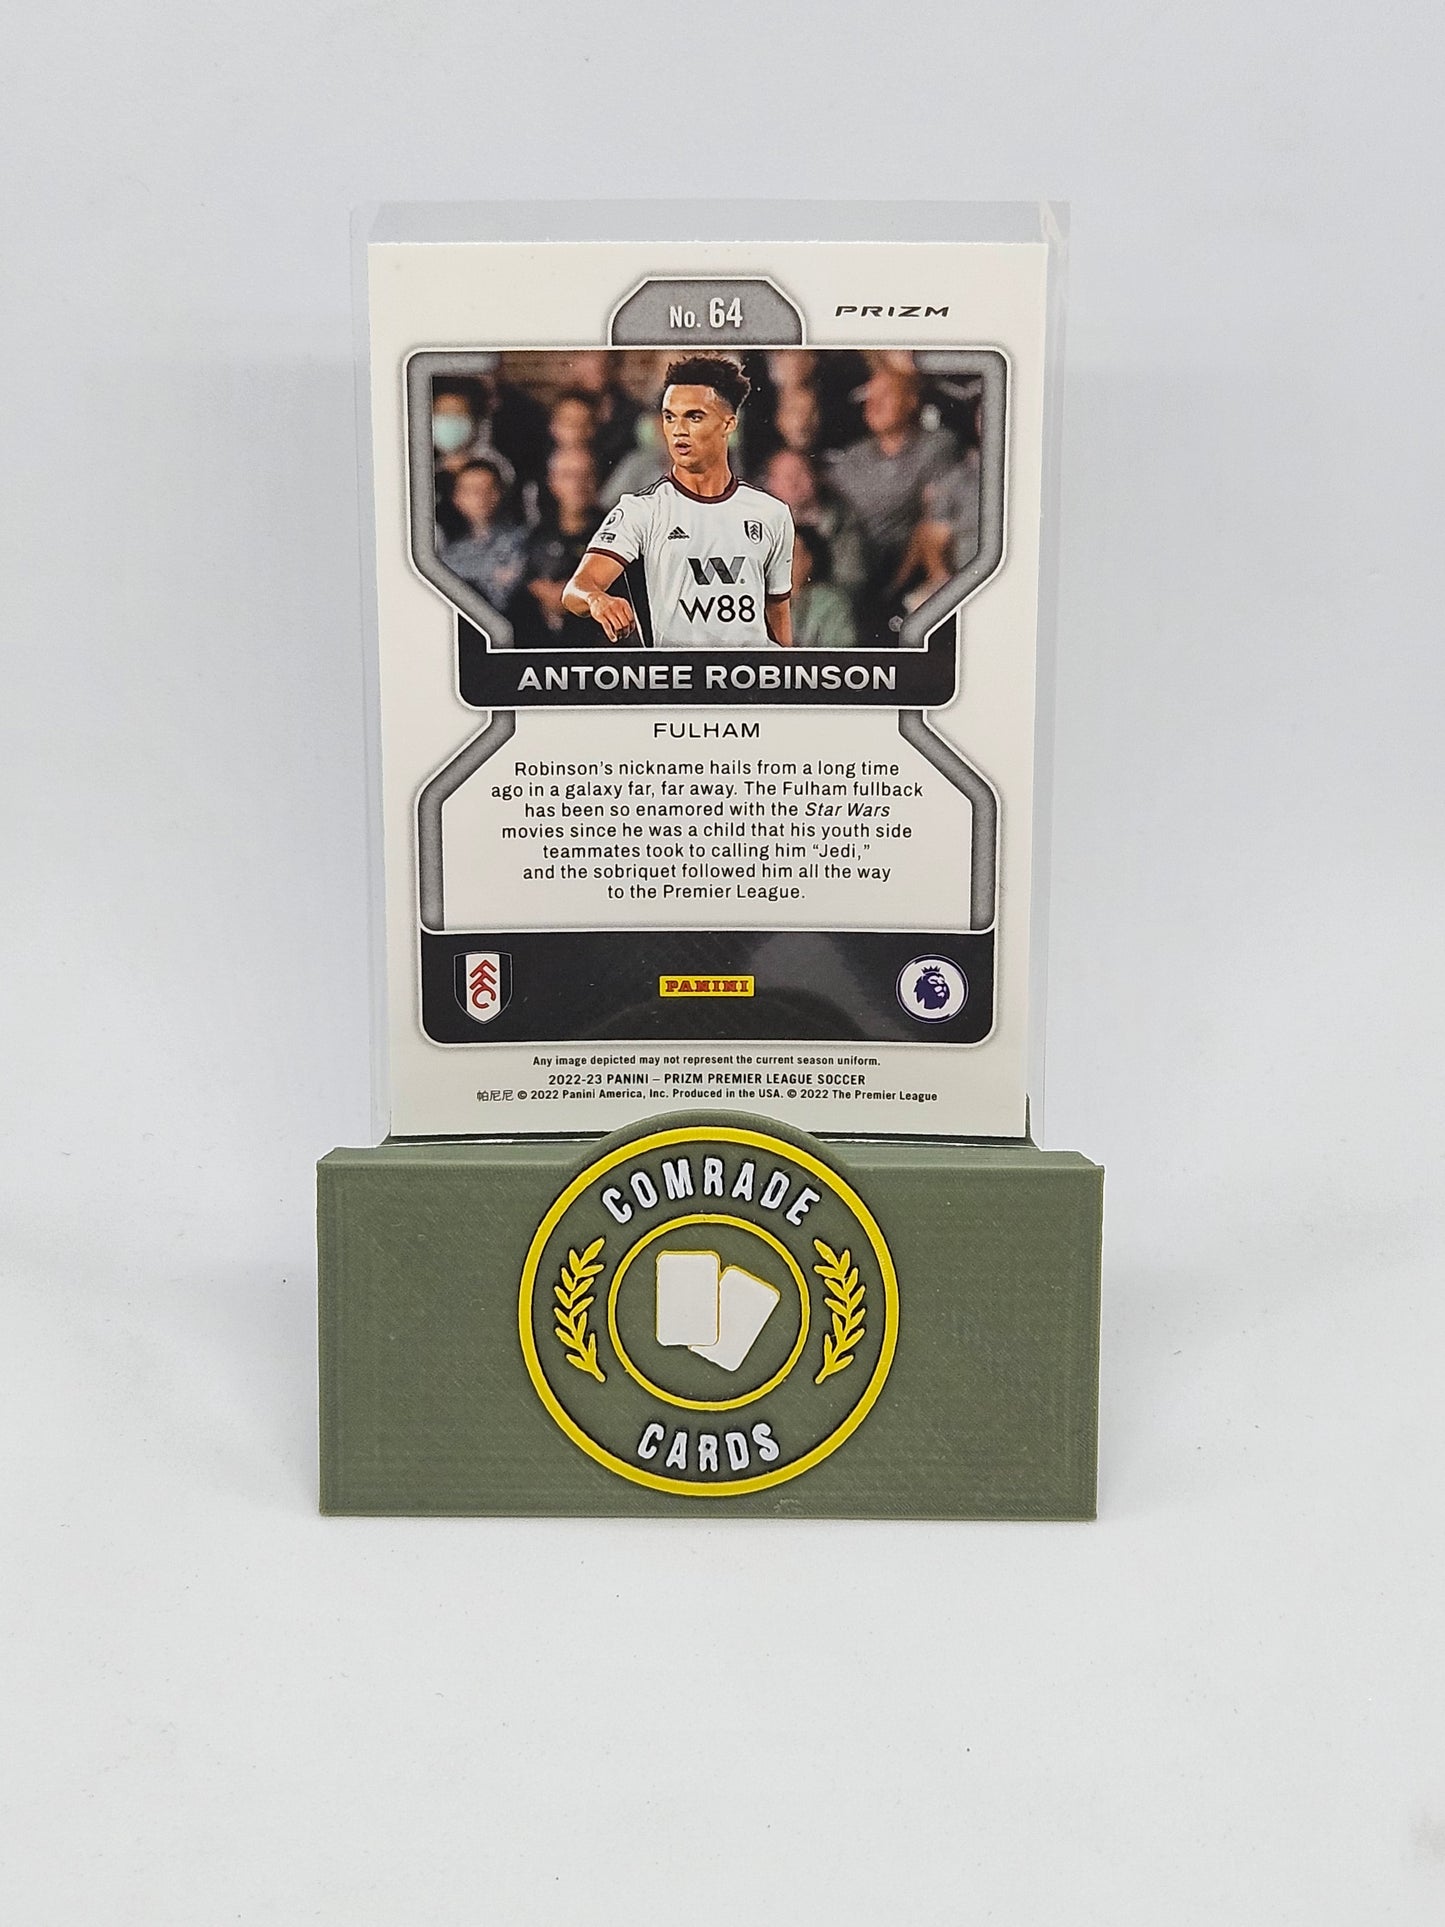 No. 64
PRIZM
adidas
W
W88
ANTONEE ROBINSON
FULHAM
Robinson's nickname hails from a long time
ago in a galaxy far, far away. The Fulham fullback
has been so enamored with the Star Wars
movies since he was a child that his youth side
teammates took to calling him “Jedi,”
and the sobriquet followed him all the way
to the Premier League.
FFC
PANINI
Any image depicted may not represent the current season uniform.
2022-23 PANINI – PRIZM PREMIER LEAGUE SOCCER
帕尼尼 © 2022 Panini America, Inc. Produced in the USA. © 2022 The Premier League
COMRADE
CARDS